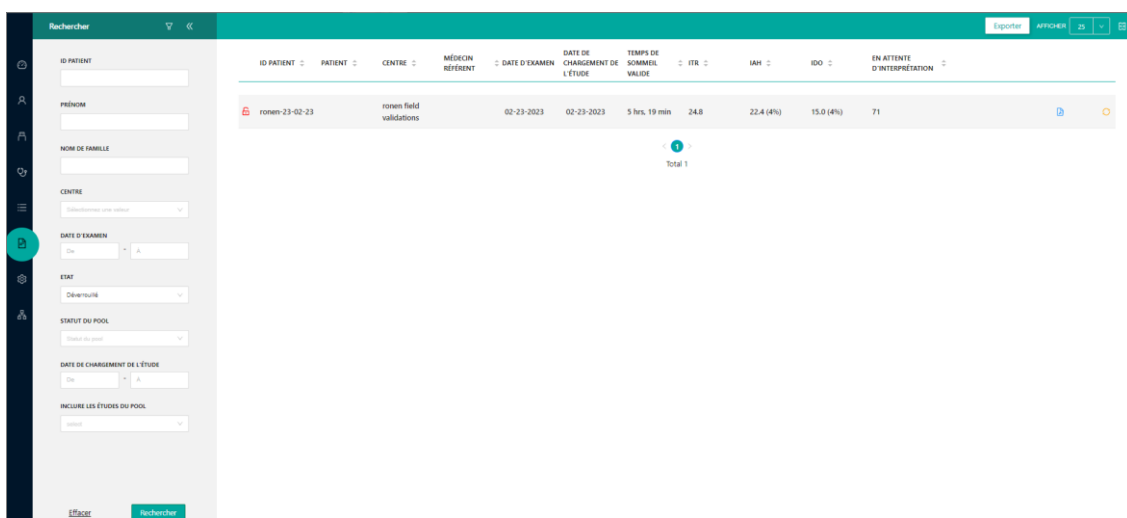 Rechercher
Exporter
AFFICHER 25
ID PATIENT
PRÉNOM
NOM DE FAMILLE
CENTRE
Sélectionnez une valeur
DATE D'EXAMEN
De - À
ETAT
Déverrouillé
STATUT DU POOL
Statut du pool
DATE DE CHARGEMENT DE L'ÉTUDE
De - À
INCLURE LES ÉTUDES DU POOL
Effacer
Rechercher
ID PATIENT
PATIENT
CENTRE
MÉDECIN
RÉFÉRENT
DATE D'EXAMEN
DATE DE
CHARGEMENT DE
L'ÉTUDE
TEMPS DE
SOMMEIL
VALIDE
ITR
IAH
IDO
EN ATTENTE
D'INTERPRÉTATION
ronen-23-02-23
ronen field
validations
02-23-2023
02-23-2023
5 hrs, 19 min
24.8
22.4 (4%)
15.0 (4%)
71
< 1 >
Total 1